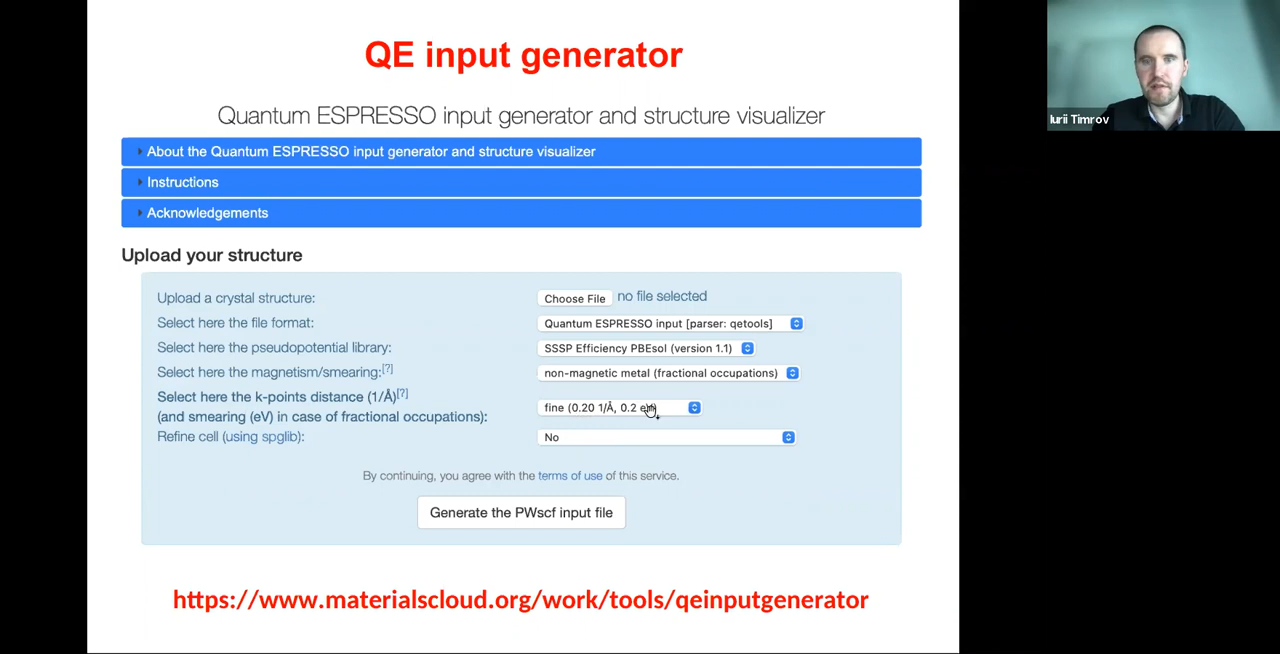 QE input generator
Iurii Timrov
Quantum ESPRESSO input generator and structure visualizer
About the Quantum ESPRESSO input generator and structure visualizer
Instructions
Acknowledgements
Upload your structure
Upload a crystal structure: Choose File no file selected
Select here the file format: Quantum ESPRESSO input [parser: qetools]
Select here the pseudopotential library: SSSP Efficiency PBEsol (version 1.1)
Select here the magnetism/smearing:[?] non-magnetic metal (fractional occupations)
Select here the k-points distance (1/Å)[?]
(and smearing (eV) in case of fractional occupations): fine (0.20 1/Å, 0.2
Refine cell (using spglib): No
By continuing, you agree with the terms of use of this service.
Generate the PWscf input file
https://www.materialscloud.org/work/tools/qeinputgenerator